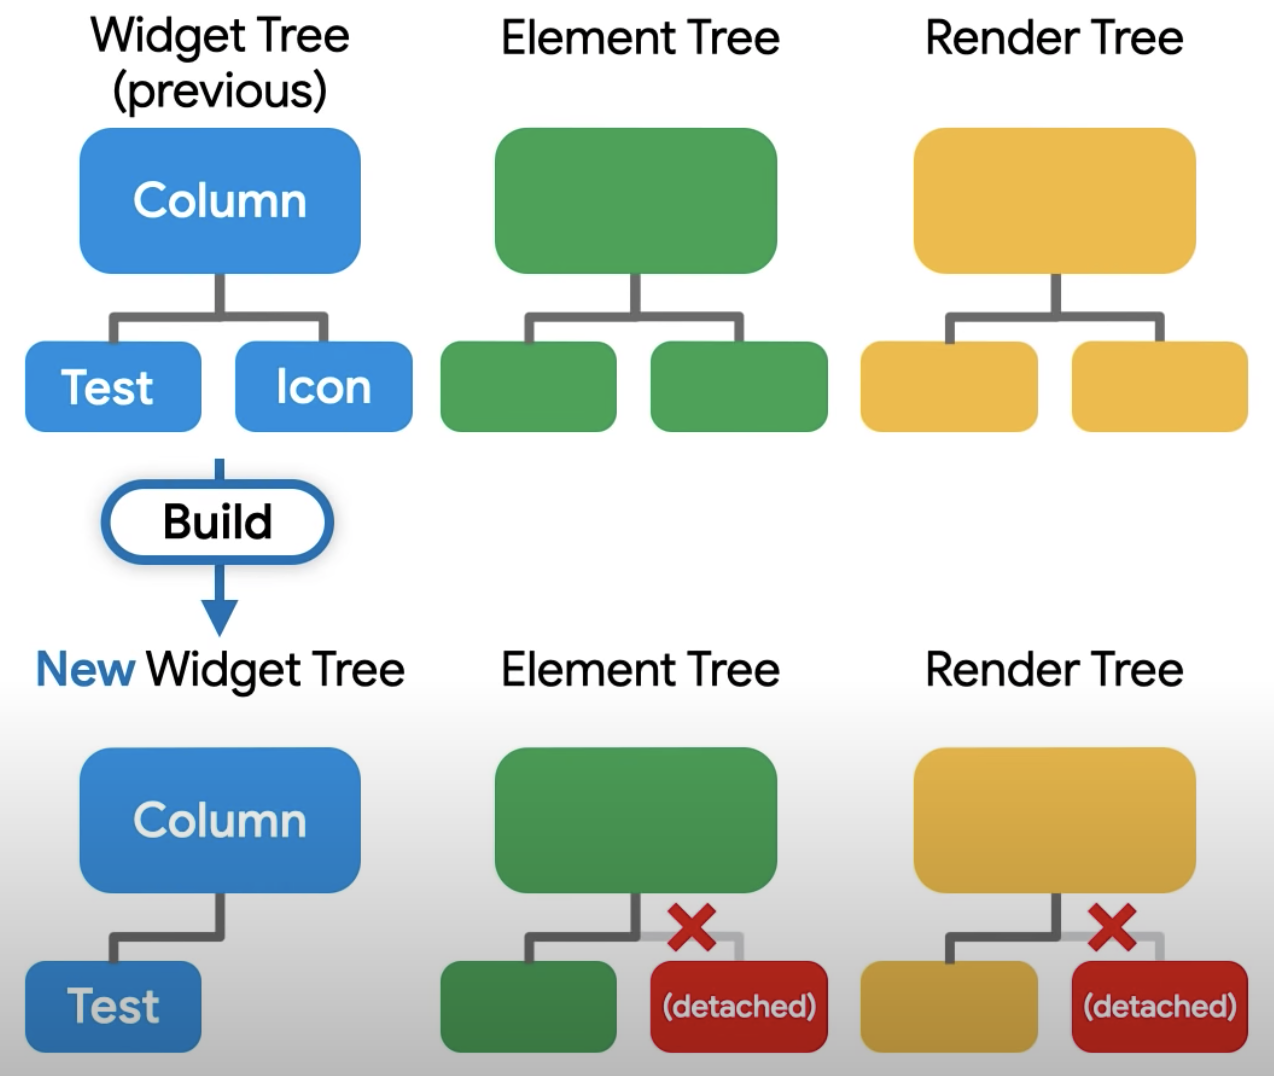 Widget Tree
(previous)
Element Tree
Render Tree
Column
Test
Icon
Build
New Widget Tree
Element Tree
Render Tree
Column
Test
(detached)
(detached)